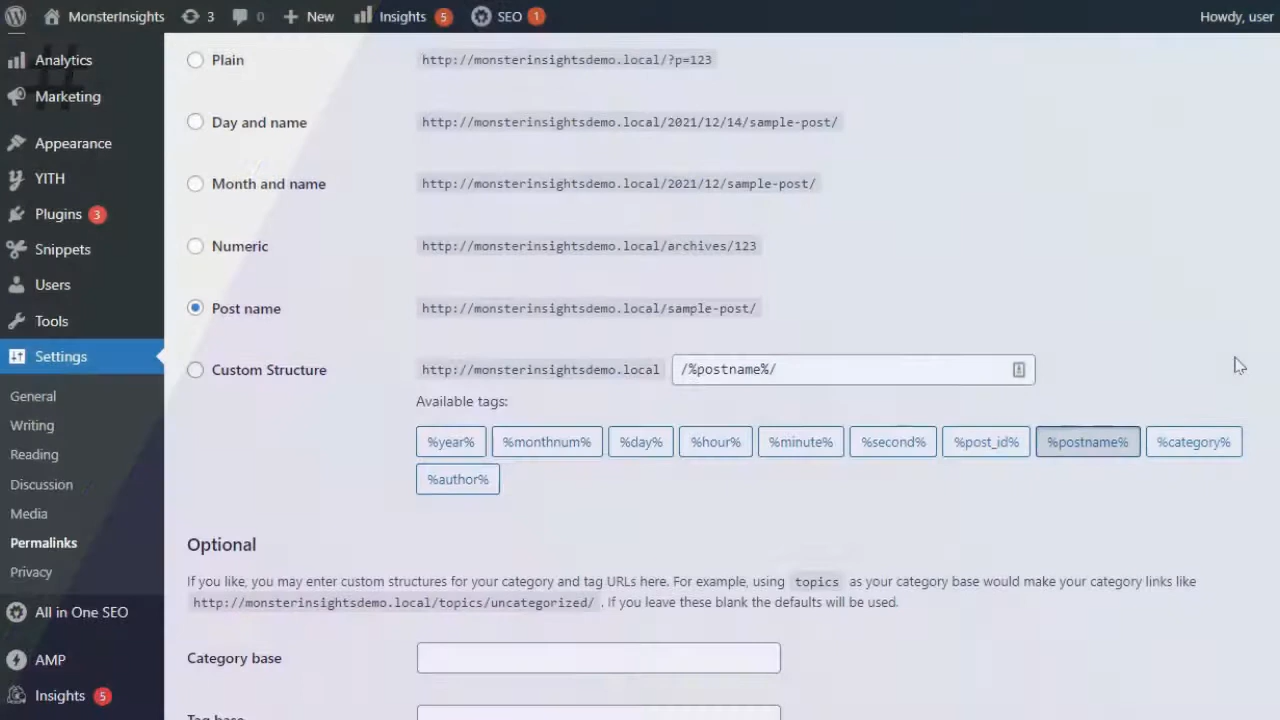 MonsterInsights 3 0 New Insights 5 SEO 1 Howdy, user
Analytics
Marketing
Appearance
YITH
Plugins 3
Snippets
Users
Tools
Settings
General
Writing
Reading
Discussion
Media
Permalinks
Privacy
All in One SEO
AMP
Insights 5
Plain http://monsterinsightsdemo.local/?p=123
Day and name http://monsterinsightsdemo.local/2021/12/14/sample-post/
Month and name http://monsterinsightsdemo.local/2021/12/sample-post/
Numeric http://monsterinsightsdemo.local/archives/123
Post name http://monsterinsightsdemo.local/sample-post/
Custom Structure http://monsterinsightsdemo.local /%postname%/
Available tags:
%year% %monthnum% %day% %hour% %minute% %second% %post_id% %postname% %category%
%author%
Optional
If you like, you may enter custom structures for your category and tag URLs here. For example, using topics as your category base would make your category links like
http://monsterinsightsdemo.local/topics/uncategorized/ . If you leave these blank the defaults will be used.
Category base
Tag base